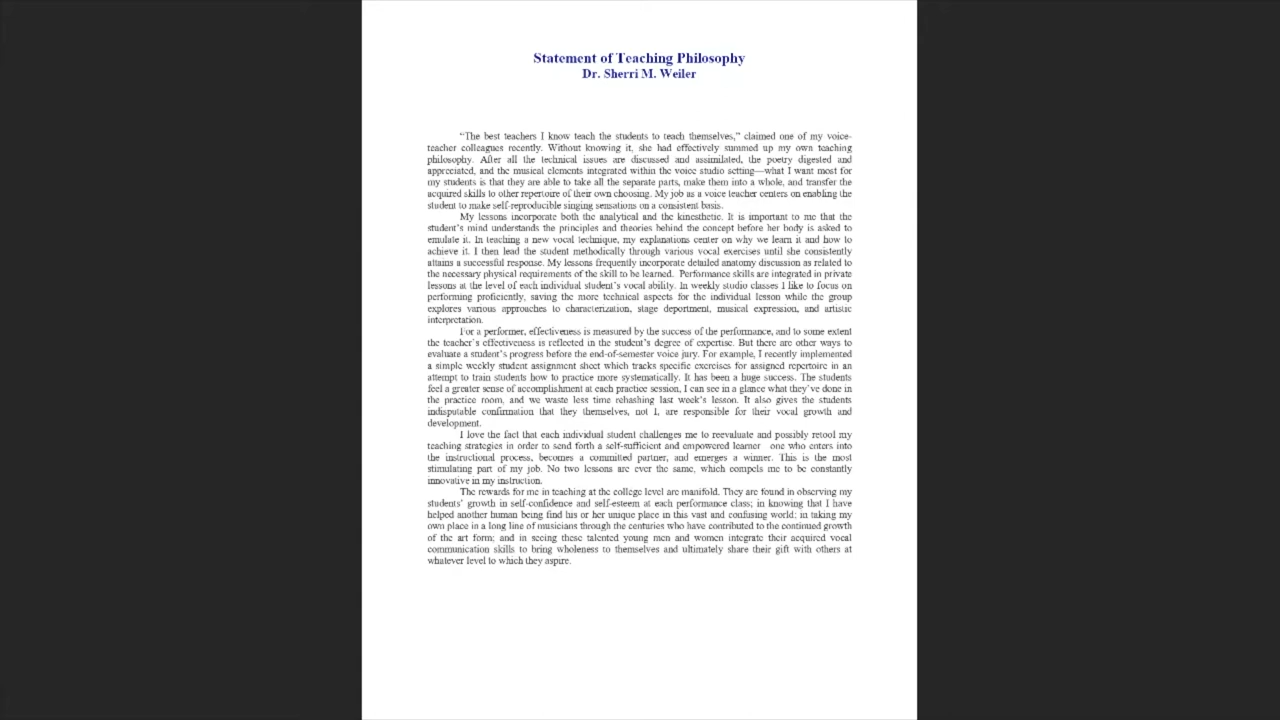 Statement of Teaching Philosophy
Dr. Sherri M. Weiler
“The best teachers I know teach the students to teach themselves,” claimed one of my voice-
teacher colleagues recently. Without knowing it, she had effectively summed up my own teaching
philosophy. After all the technical issues are discussed and assimilated, the poetry digested and
appreciated, and the musical elements integrated within the voice studio setting—what I want most for
my students is that they are able to take all the separate parts, make them into a whole, and transfer the
acquired skills to other repertoire of their own choosing. My job as a voice teacher centers on enabling the
student to make self-reproducible singing sensations on a consistent basis.
My lessons incorporate both the analytical and the kinesthetic. It is important to me that the
student’s mind understands the principles and theories behind the concept before her body is asked to
emulate it. In teaching a new vocal technique, my explanations center on why we learn it and how to
achieve it. I then lead the student methodically through various vocal exercises until she consistently
attains a successful response. My lessons frequently incorporate detailed anatomy discussion as related to
the necessary physical requirements of the skill to be learned. Performance skills are integrated in private
lessons at the level of each individual student’s vocal ability. In weekly studio classes I like to focus on
performing proficiently, saving the more technical aspects for the individual lesson while the group
explores various approaches to characterization, stage deportment, musical expression, and artistic
interpretation.
For a performer, effectiveness is measured by the success of the performance, and to some extent
the teacher’s effectiveness is reflected in the student’s degree of expertise. But there are other ways to
evaluate a student’s progress before the end-of-semester voice jury. For example, I recently implemented
a simple weekly student assignment sheet which tracks specific exercises for assigned repertoire in an
attempt to train students how to practice more systematically. It has been a huge success. The students
feel a greater sense of accomplishment at each practice session, I can see in a glance what they’ve done in
the practice room, and we waste less time rehashing last week’s lesson. It also gives the students
indisputable confirmation that they themselves, not I, are responsible for their vocal growth and
development.
I love the fact that each individual student challenges me to reevaluate and possibly retool my
teaching strategies in order to send forth a self-sufficient and empowered learner one who enters into
the instructional process, becomes a committed partner, and emerges a winner. This is the most
stimulating part of my job. No two lessons are ever the same, which compels me to be constantly
innovative in my instruction.
The rewards for me in teaching at the college level are manifold. They are found in observing my
students’ growth in self-confidence and self-esteem at each performance class; in knowing that I have
helped another human being find his or her unique place in this vast and confusing world; in taking my
own place in a long line of musicians through the centuries who have contributed to the continued growth
of the art form; and in seeing these talented young men and women integrate their acquired vocal
communication skills to bring wholeness to themselves and ultimately share their gift with others at
whatever level to which they aspire.